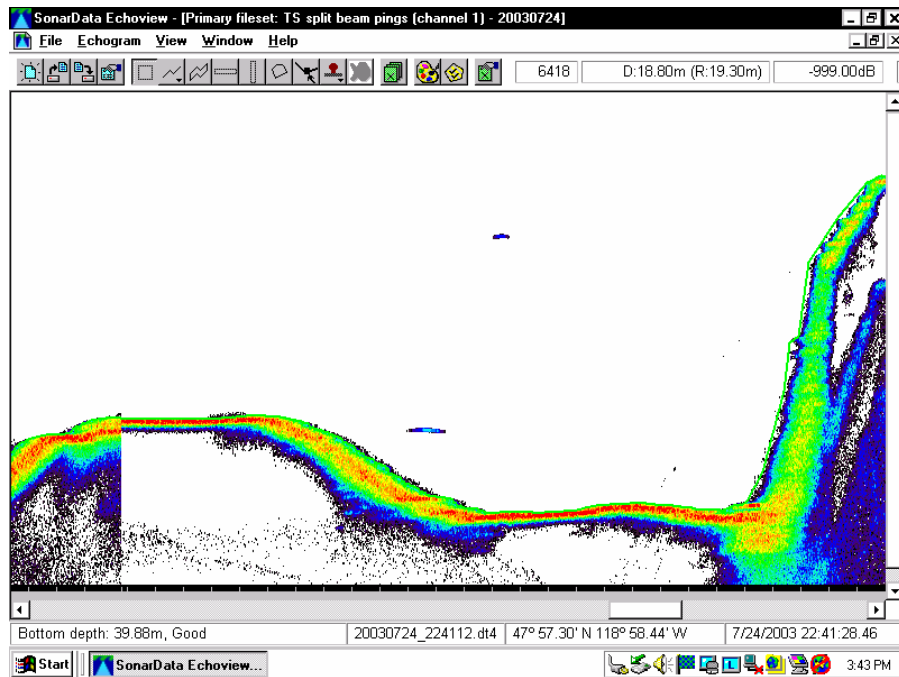 SonarData Echoview - [Primary fileset: TS split beam pings (channel 1) - 20030724]
File Echogram View Window Help
6418 D:18.80m (R:19.30m) -999.00dB
Bottom depth: 39.88m, Good 20030724_224112.dt4 47° 57.30' N 118° 58.44' W 7/24/2003 22:41:28.46
Start SonarData Echoview... L 3:43 PM